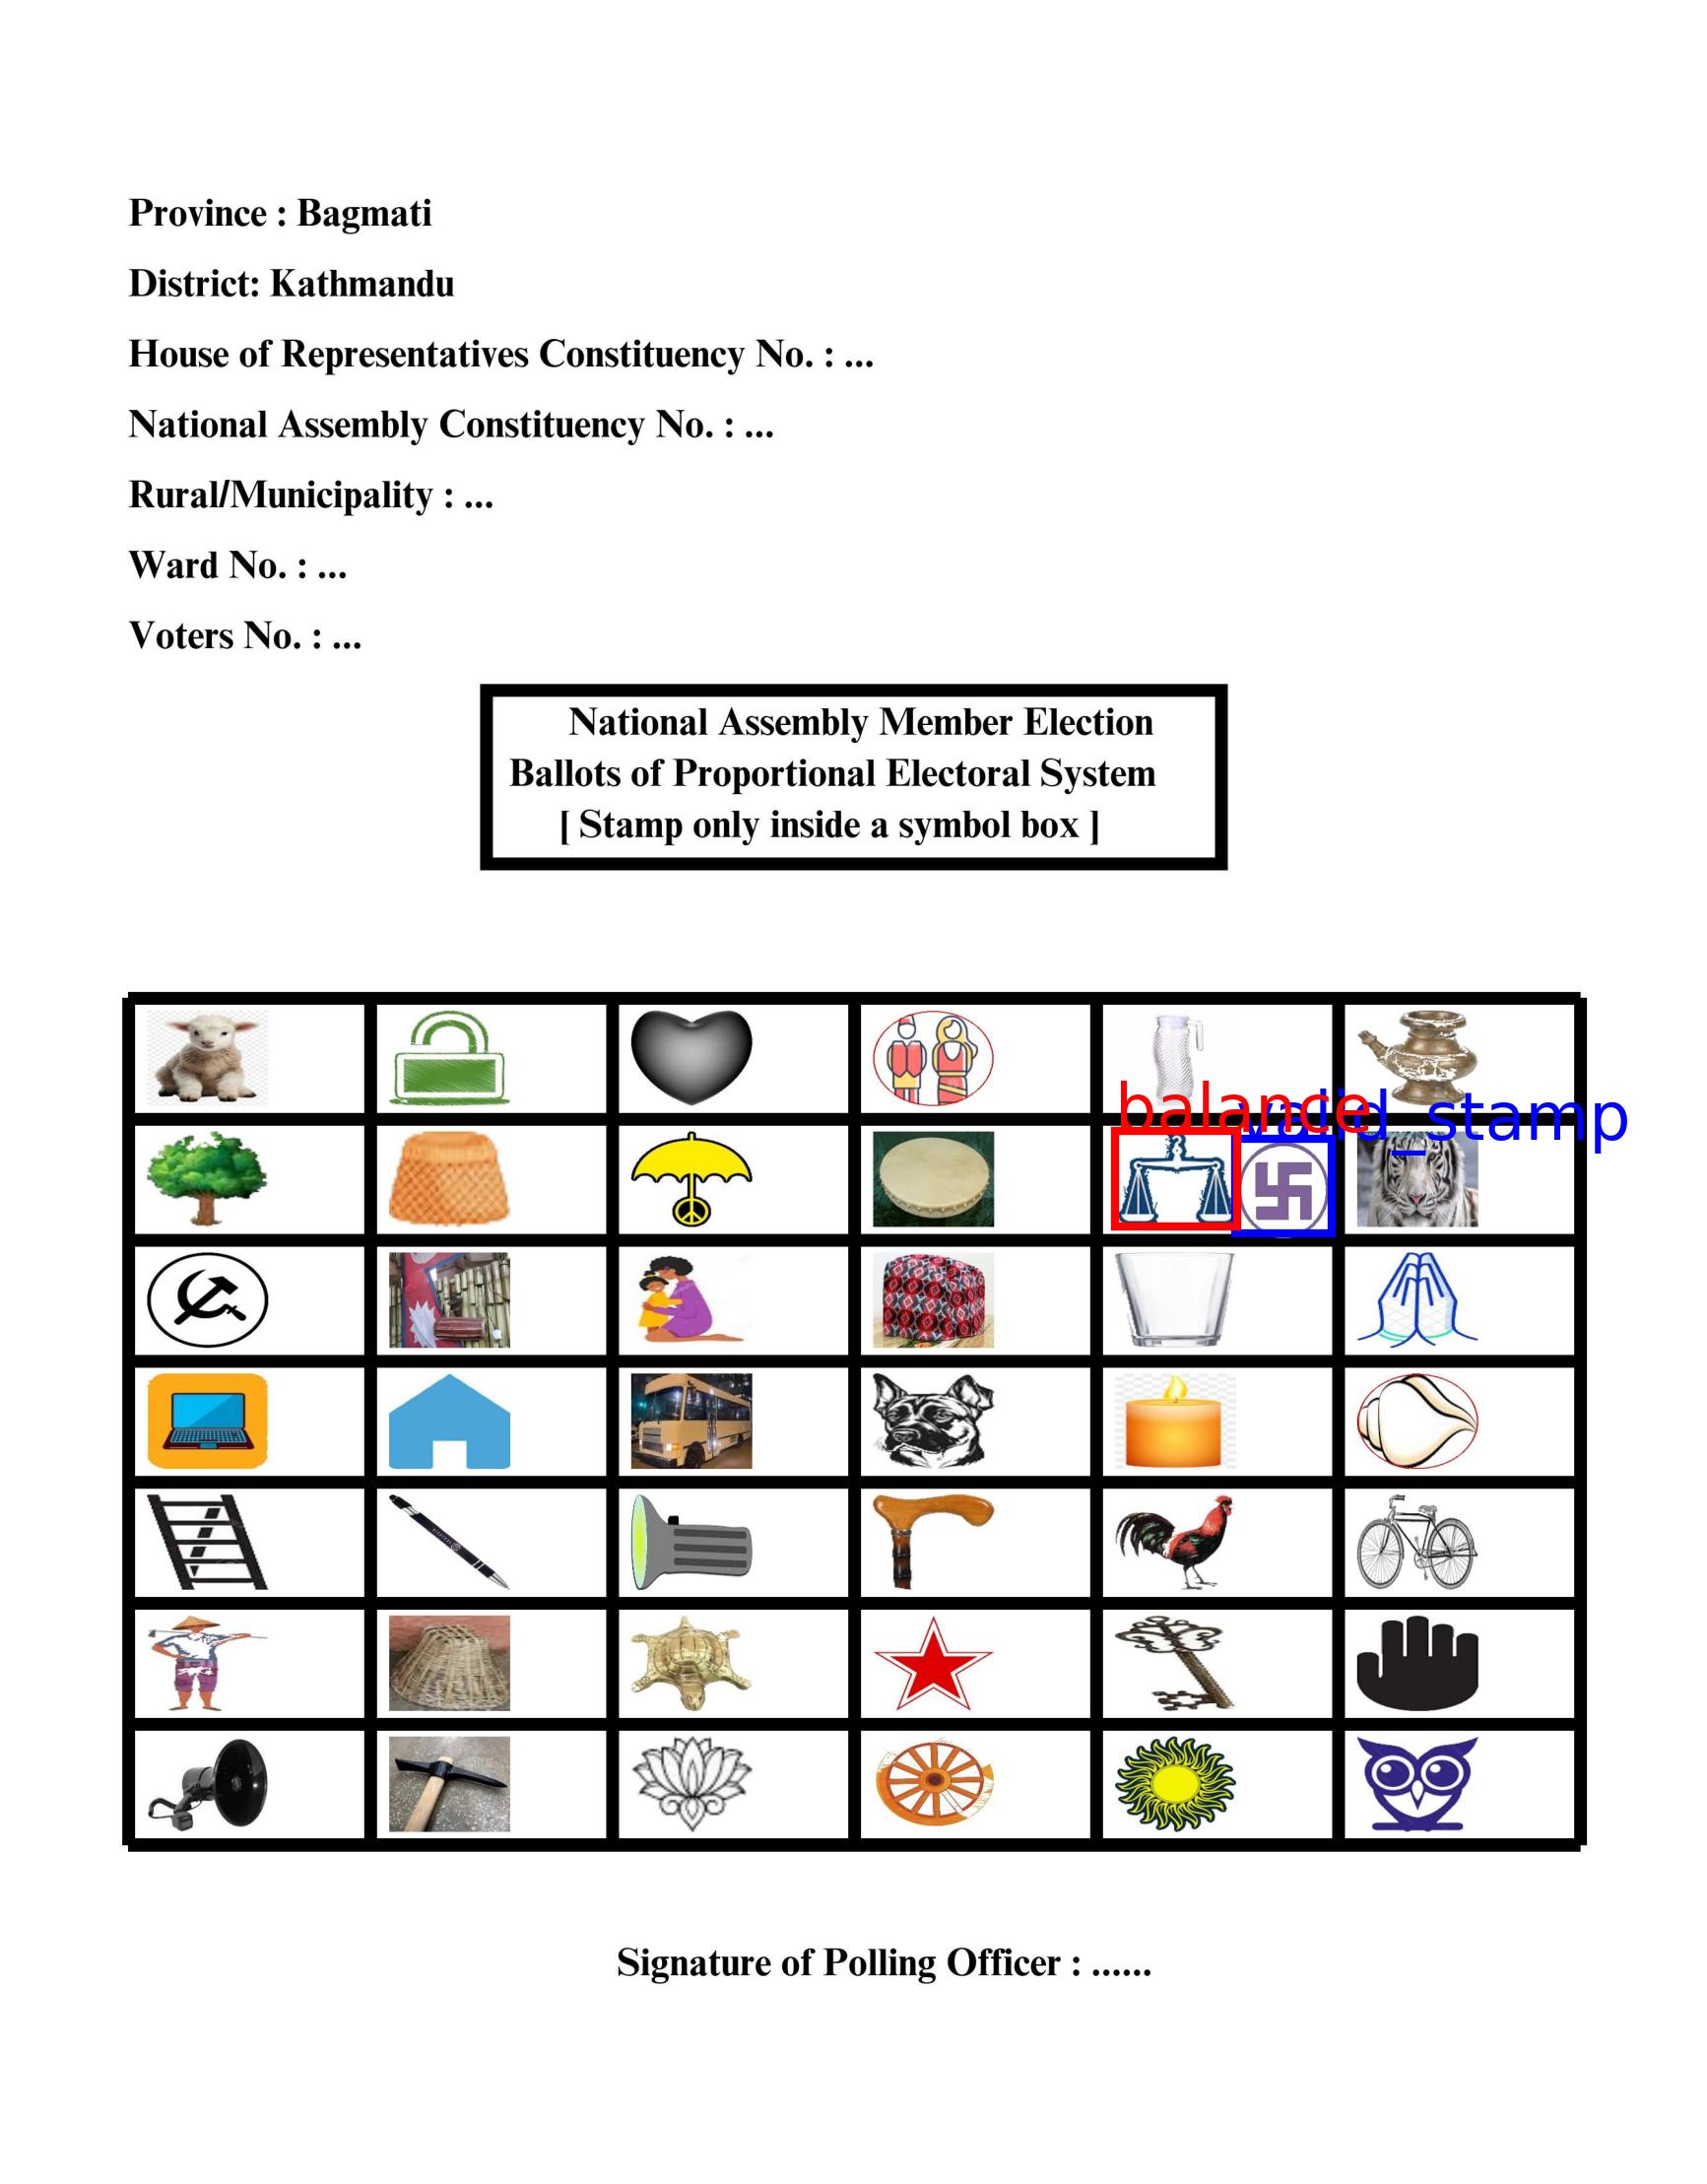 Province : Bagmati
District: Kathmandu
House of Representatives Constituency No. : ...
National Assembly Constituency No. : ...
Rural/Municipality : ...
Ward No. : ...
Voters No. : ...
National Assembly Member Election
Ballots of Proportional Electoral System
[ Stamp only inside a symbol box ]
balance
valid_stamp
Signature of Polling Officer : ......